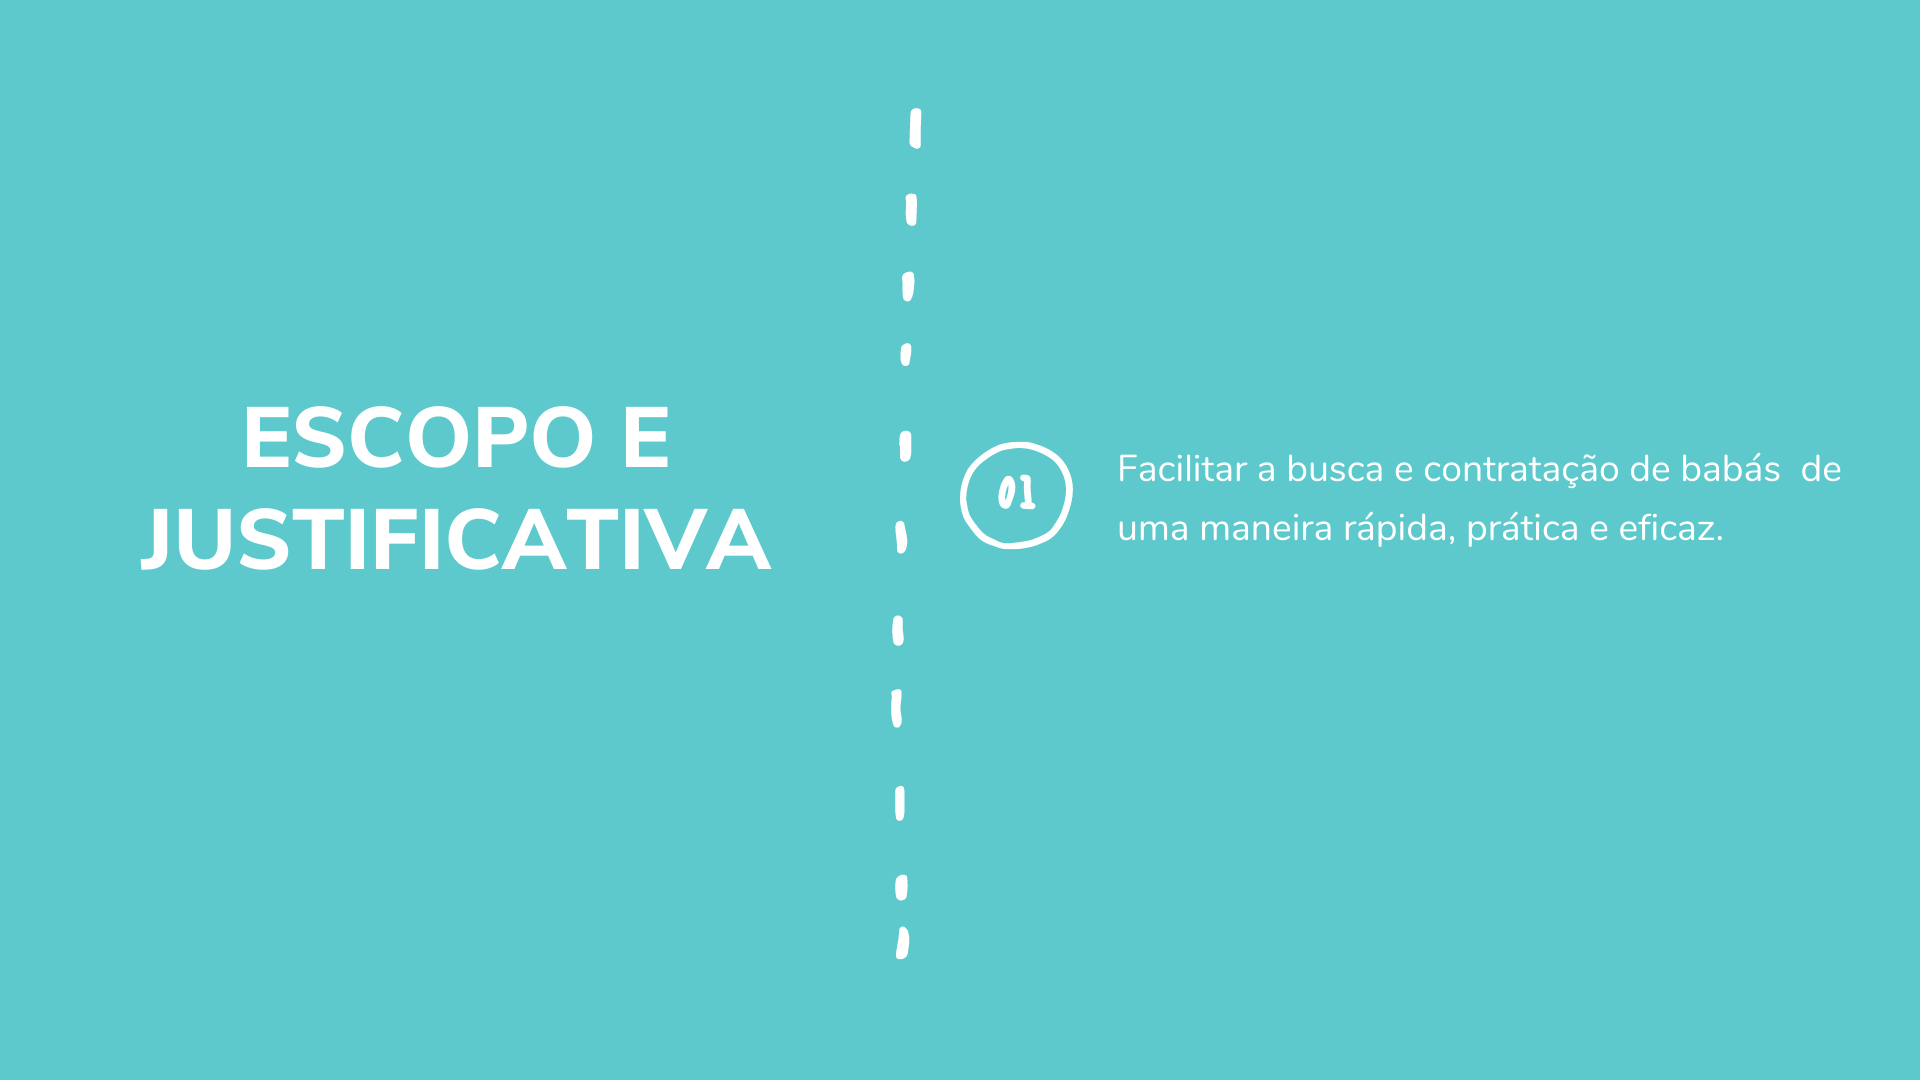 ESCOPO E
JUSTIFICATIVA
01
Facilitar a busca e contratação de babás  de
uma maneira rápida, prática e eficaz.